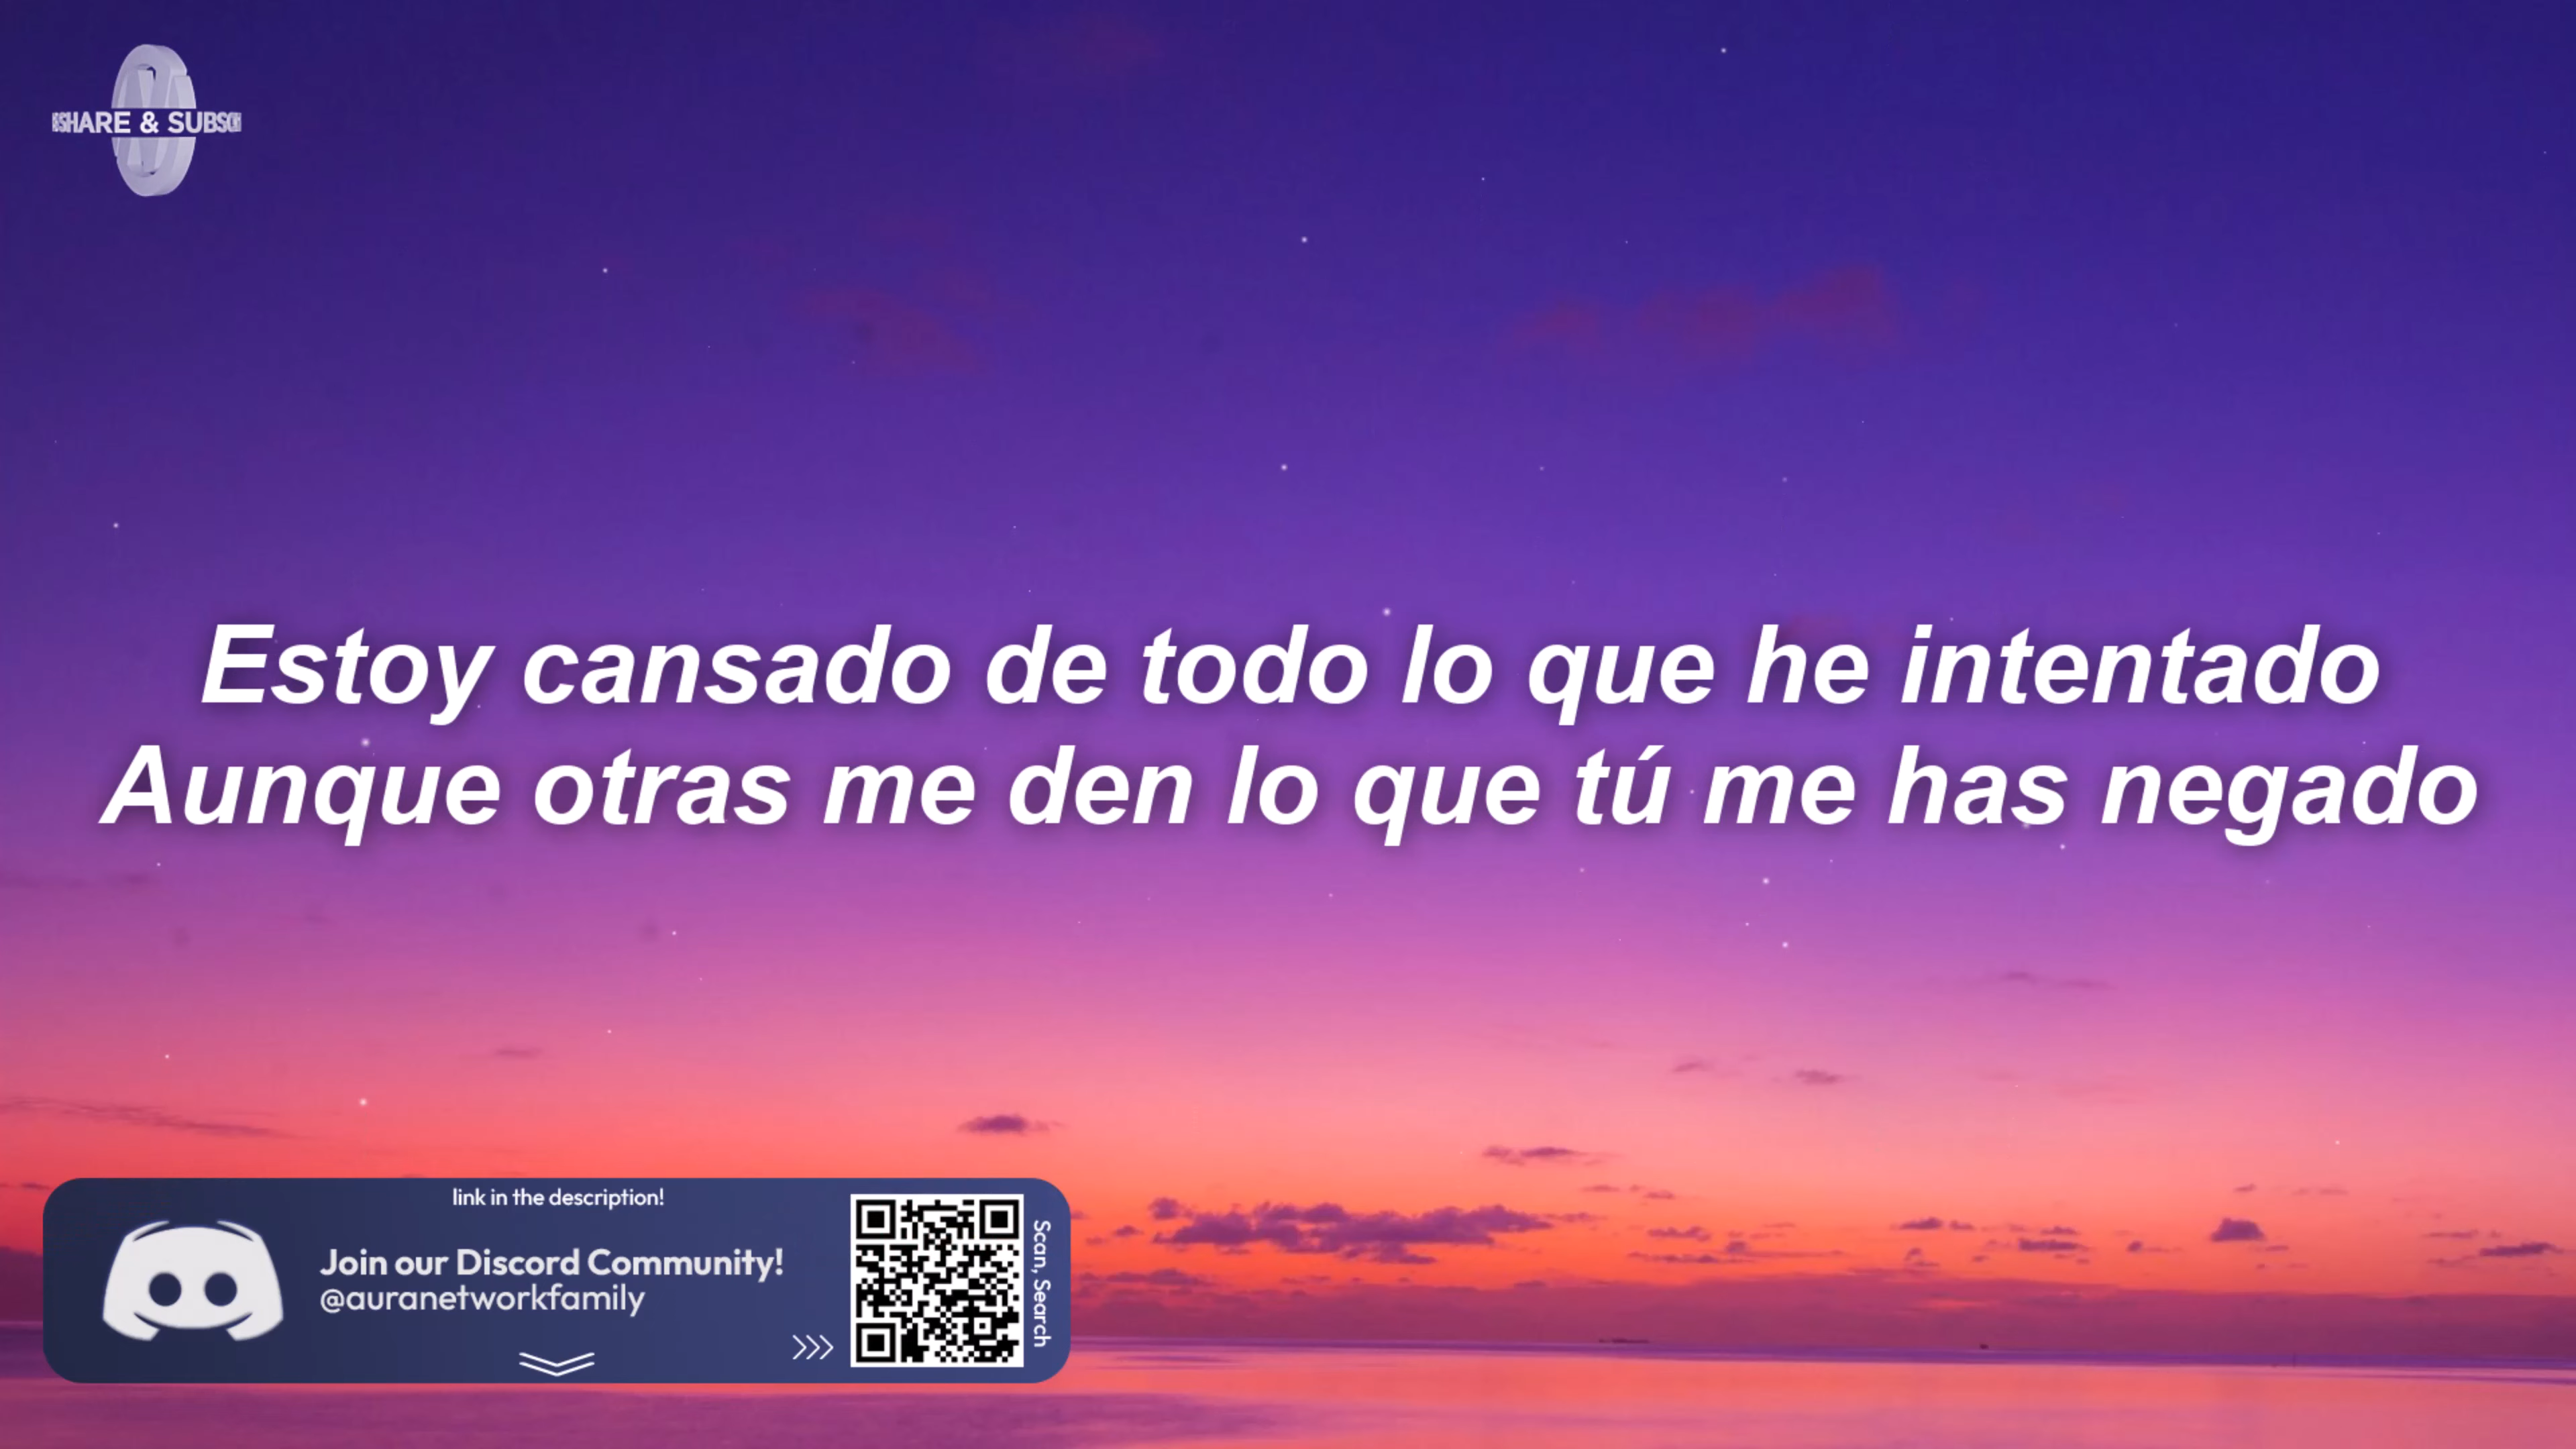 SHARE & SUBSC
Estoy cansado de todo lo que he intentado
Aunque otras me den lo que tú me has negado
link in the description!
Join our Discord Community!
@auranetworkfamily
Scan, Search